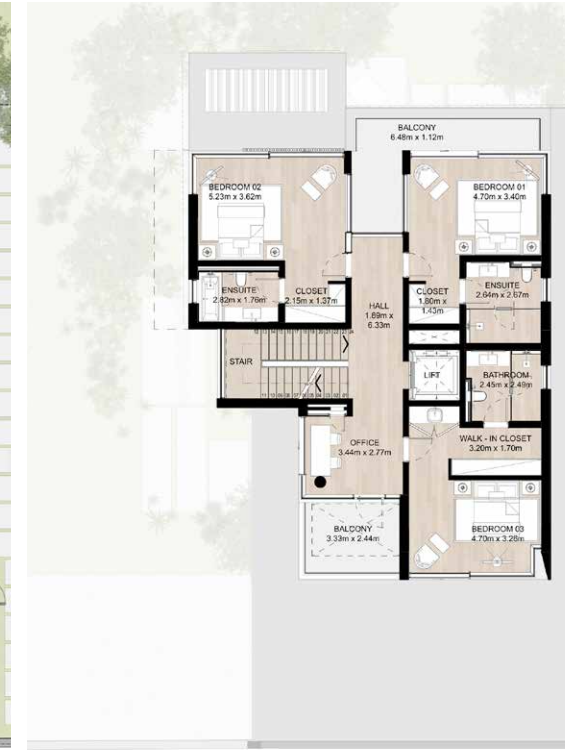 BALCONY
6.48m x 1.12m
BEDROOM 02
5.23m x 3.62m
BEDROOM 01
4.70m x 3.40m
ENSUITE
2.82m x 1.76m
CLOSET
2.15m x 1.37m
HALL
1.89m x
6.33m
CLOSET
1.80m x
1.43m
ENSUITE
2.64m x 2.67m
STAIR
LIFT
BATHROOM
2.45m x 2.49m
OFFICE
3.44m x 2.77m
WALK - IN CLOSET
3.20m x 1.70m
BALCONY
3.33m x 2.44m
BEDROOM 03
4.70m x 3.28m